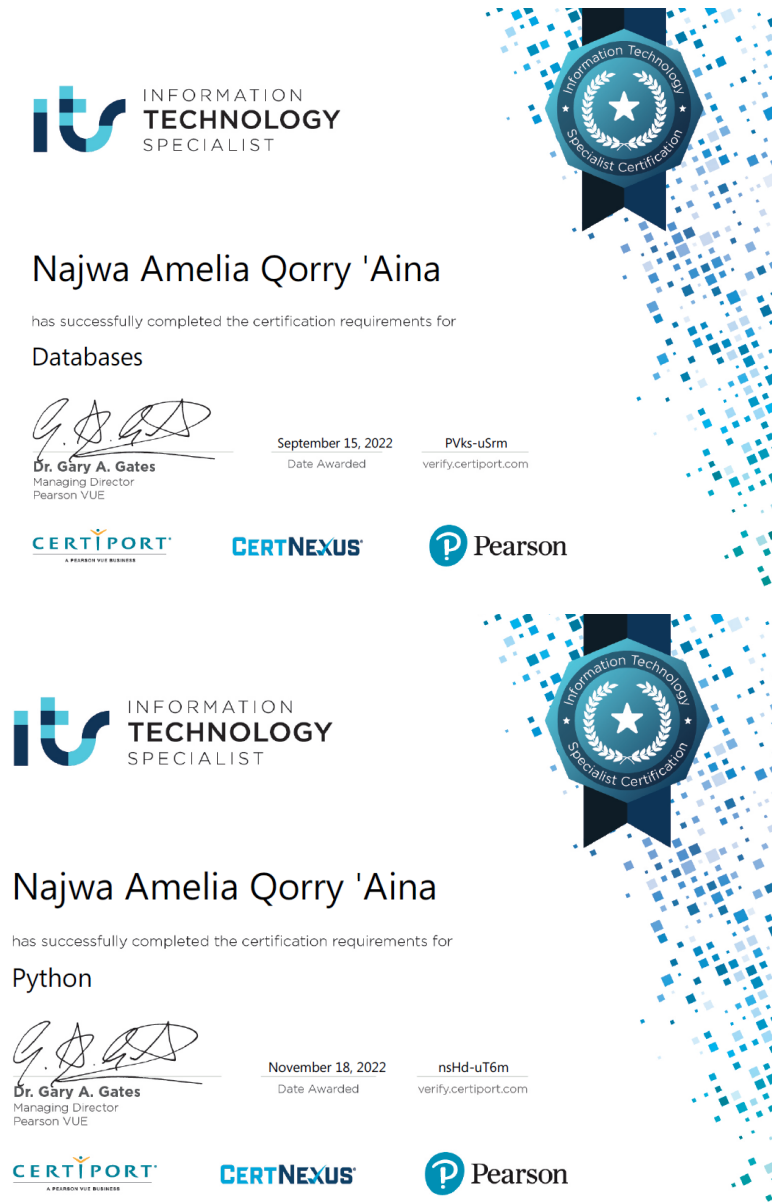 its
INFORMATION
TECHNOLOGY
SPECIALIST
Information Technology
Specialist Certification
Najwa Amelia Qorry 'Aina
has successfully completed the certification requirements for
Databases
Dr. Gary A. Gates
Managing Director
Pearson VUE
September 15, 2022
Date Awarded
PVks-uSrm
verify.certiport.com
CERTIPORT
A PEARSON VUE BUSINESS
CERTNEXUS
P Pearson
its
INFORMATION
TECHNOLOGY
SPECIALIST
Information Technology
Specialist Certification
Najwa Amelia Qorry 'Aina
has successfully completed the certification requirements for
Python
Dr. Gary A. Gates
Managing Director
Pearson VUE
November 18, 2022
Date Awarded
nsHd-uT6m
verify.certiport.com
CERTIPORT
A PEARSON VUE BUSINESS
CERTNEXUS
P Pearson